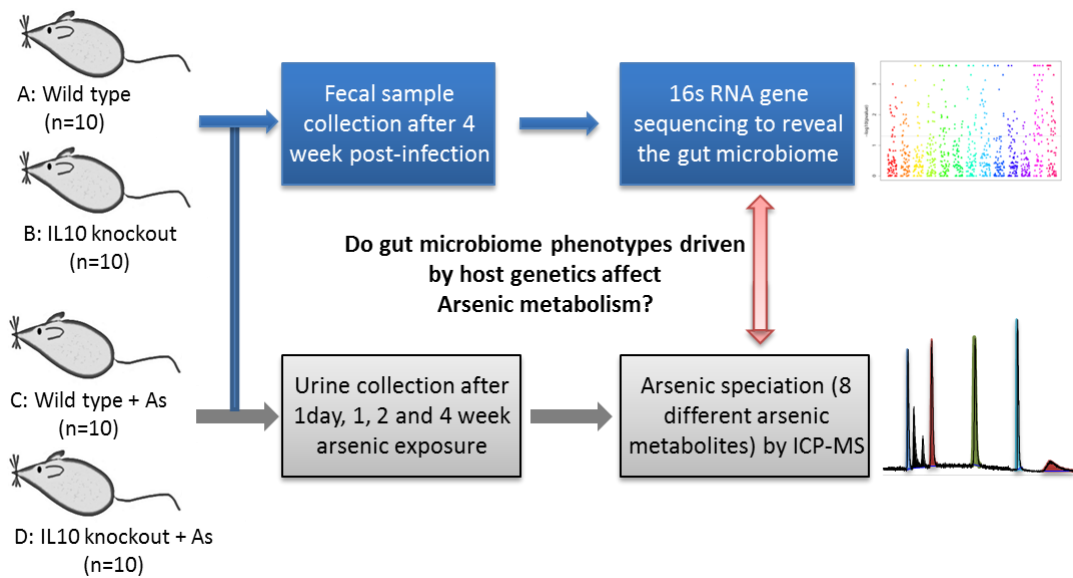 A: Wild type
(n=10)
B: IL10 knockout
(n=10)
C: Wild type + As
(n=10)
D: IL10 knockout + As
(n=10)
Fecal sample
collection after 4
week post-infection
16s RNA gene
sequencing to reveal
the gut microbiome
Do gut microbiome phenotypes driven
by host genetics affect
Arsenic metabolism?
Urine collection after
1day, 1, 2 and 4 week
arsenic exposure
Arsenic speciation (8
different arsenic
metabolites) by ICP-MS